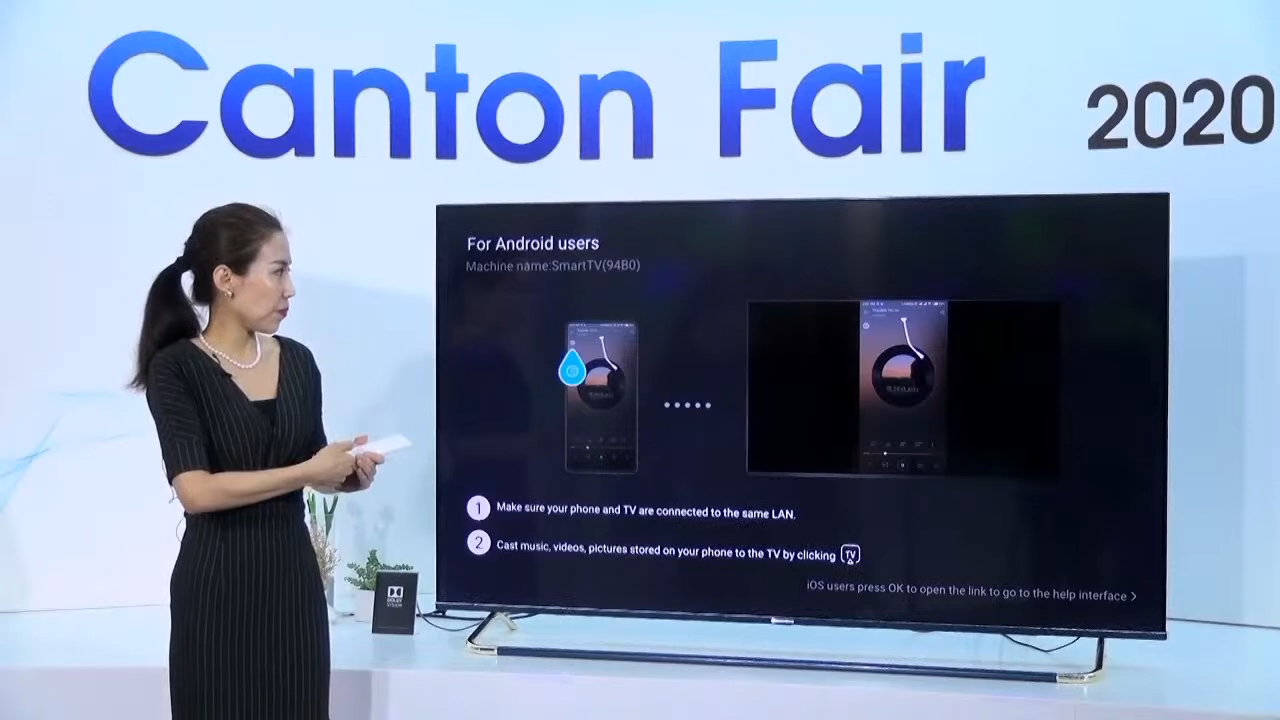 Canton Fair 2020
For Android users
Machine name:SmartTV(94B0)
1 Make sure your phone and TV are connected to the same LAN.
2 Cast music, videos, pictures stored on your phone to the TV by clicking TV
iOS users press OK to open the link to go to the help interface >
DOLBY
VISION